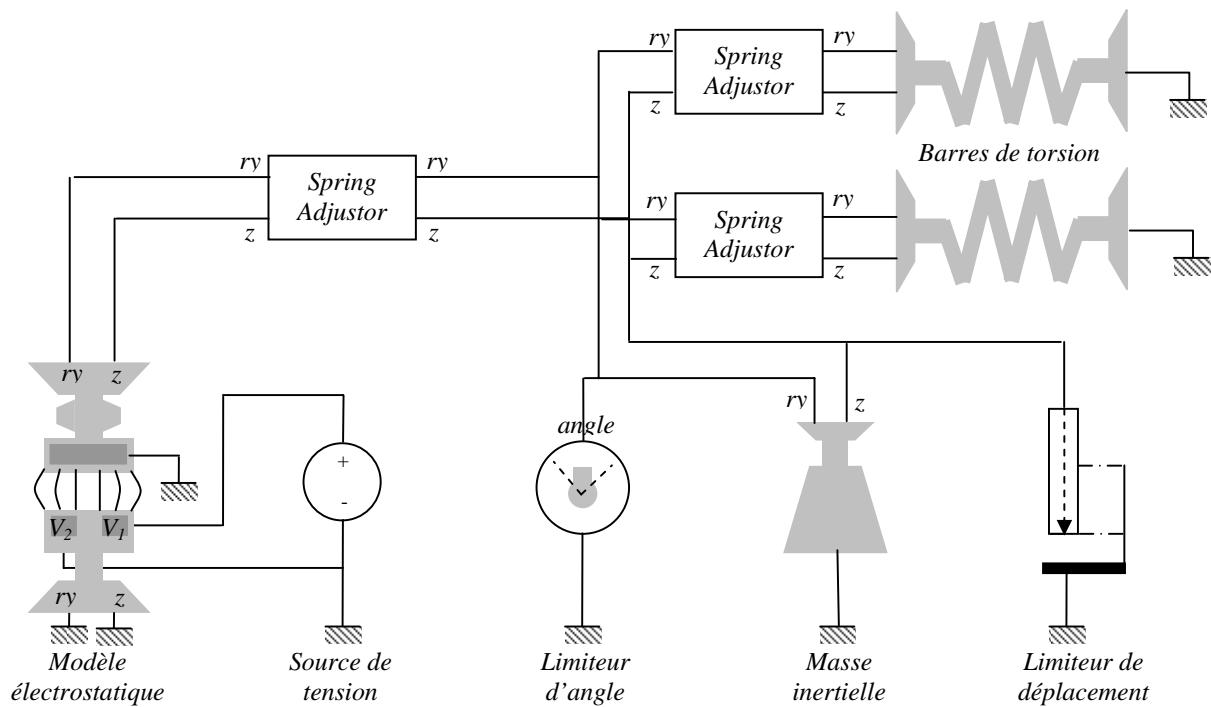 ry
ry
Spring
Adjustor
z
z
Barres de torsion
ry
ry
Spring
Adjustor
z
z
ry
ry
Spring
Adjustor
z
z
ry
z
angle
ry
z
+
-
V2
V1
ry
z
Modèle
électrostatique
Source de
tension
Limiteur
d'angle
Masse
inertielle
Limiteur de
déplacement